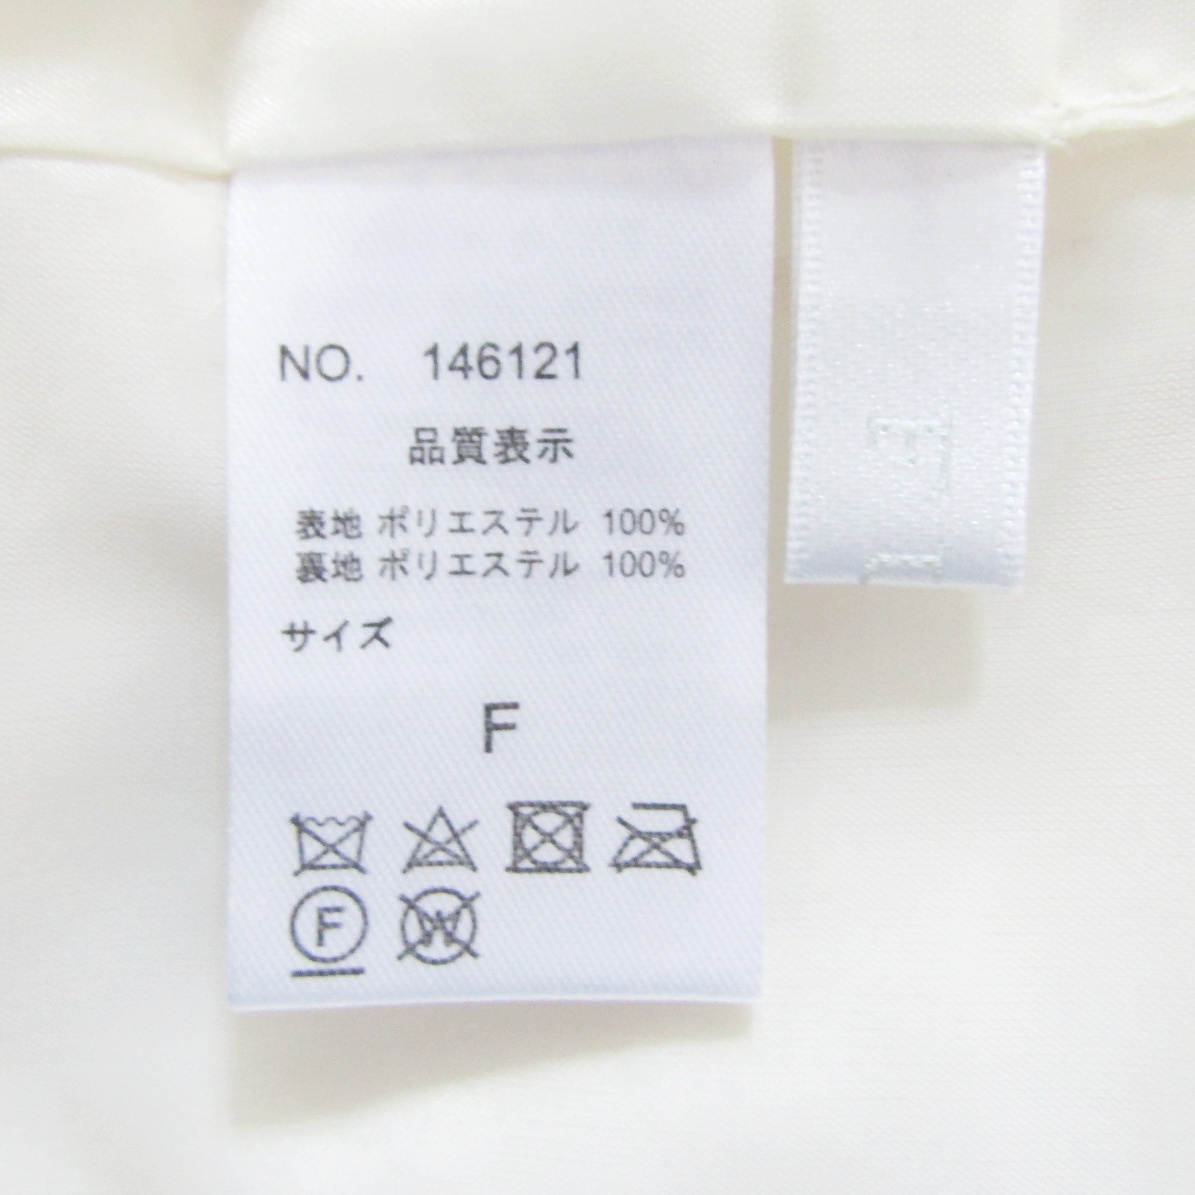 NO. 146121
品質表示
表地 ポリエステル 100%
裏地 ポリエステル 100%
サイズ
F
F
W